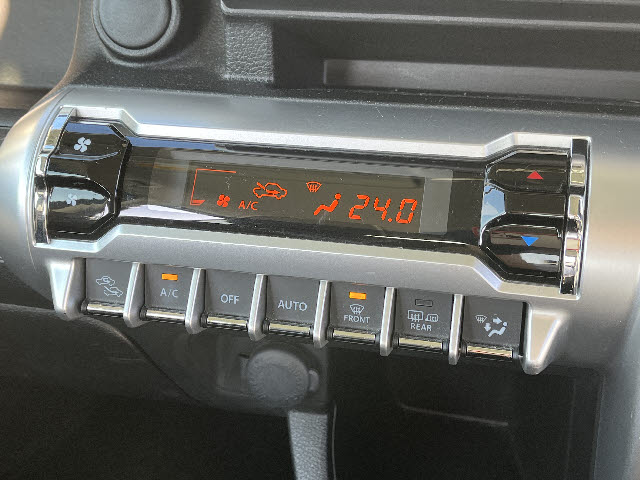 A/C 24.0
A/C
OFF
AUTO
FRONT
REAR